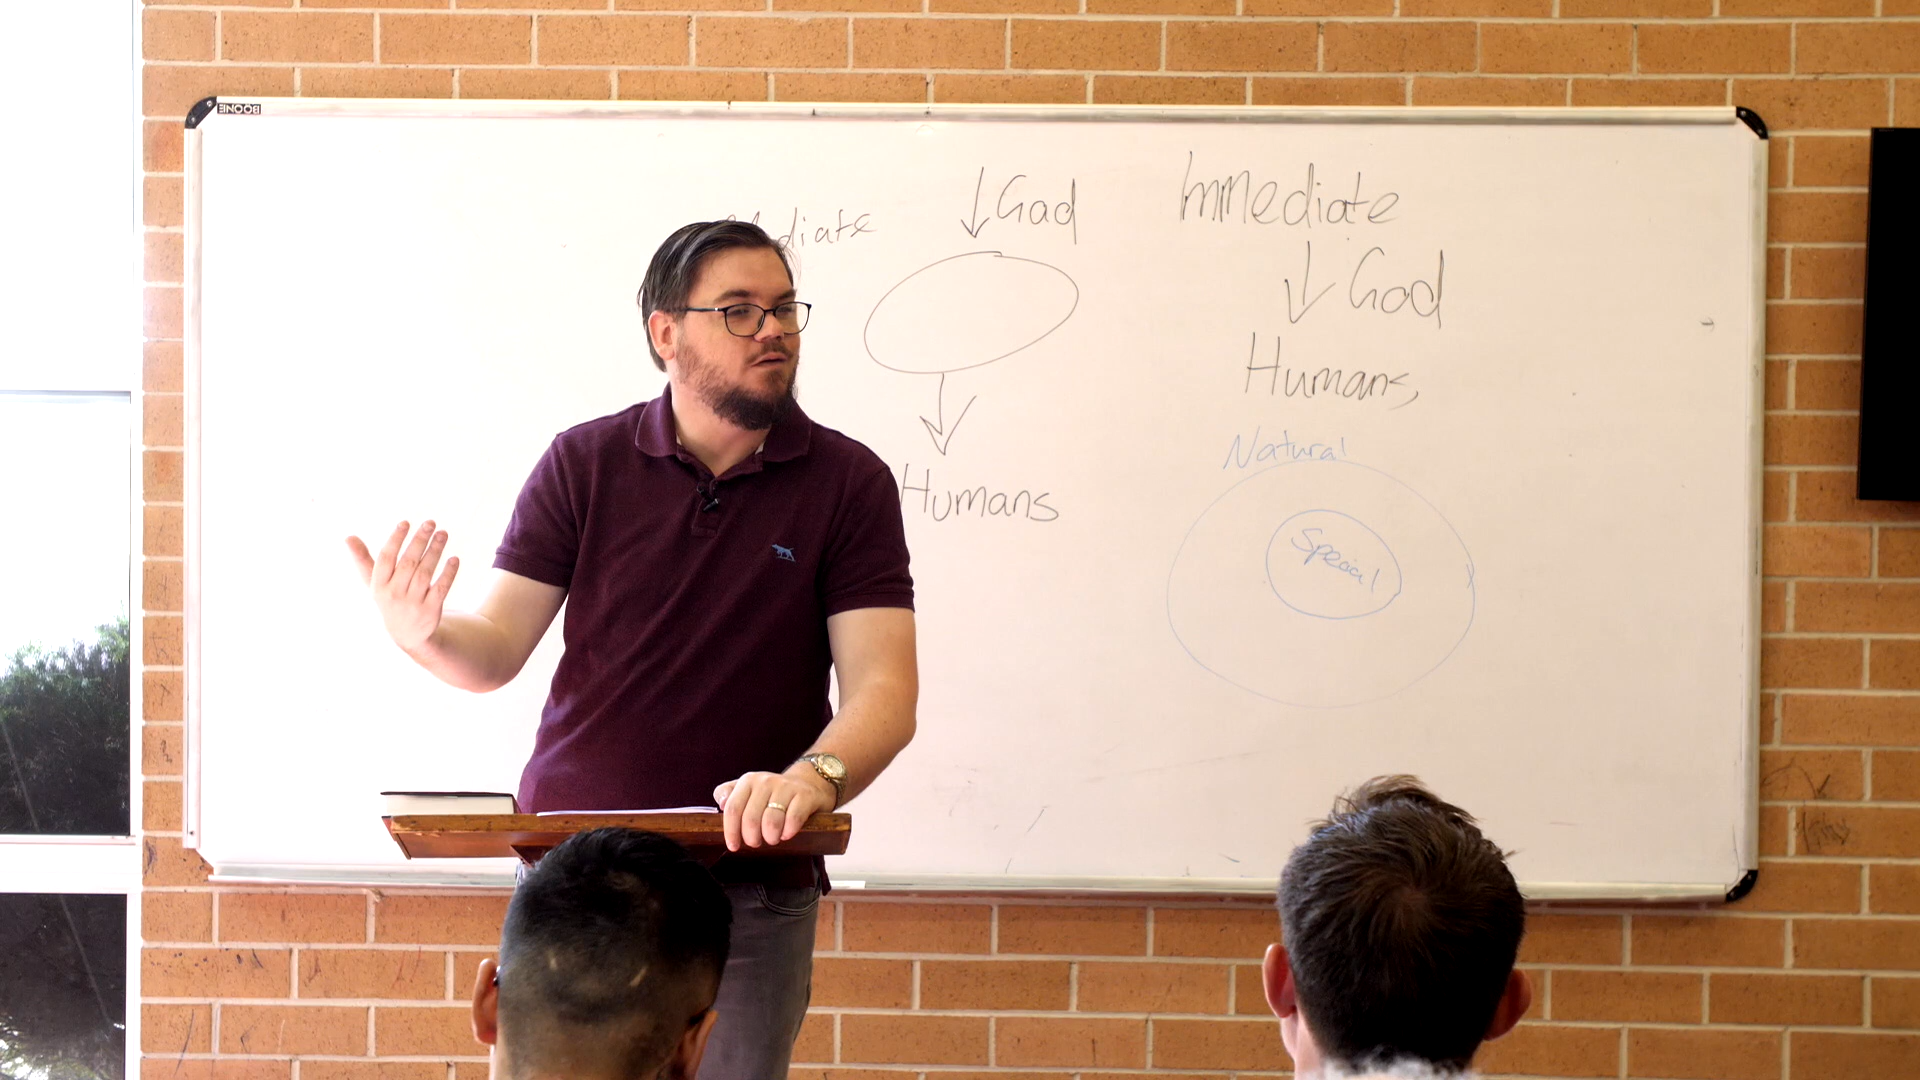 BOONE
diate
God
Humans
Immediate
God
Humans,
Natural
Special